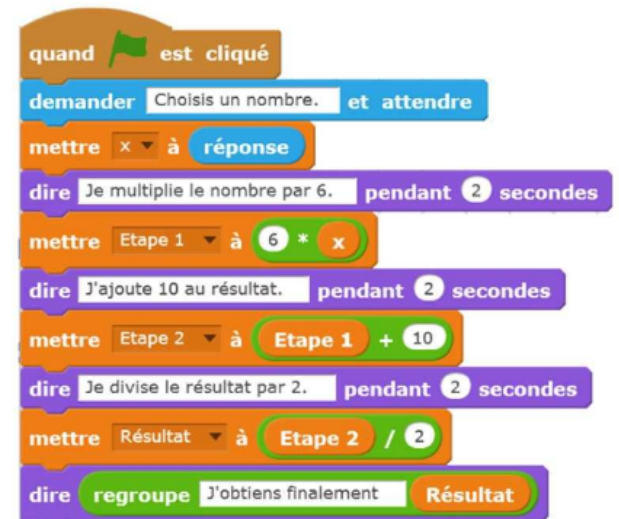 quand est cliqué
demander Choisis un nombre. et attendre
mettre x à réponse
dire Je multiplie le nombre par 6. pendant 2 secondes
mettre Etape 1 à 6 * x
dire J'ajoute 10 au résultat. pendant 2 secondes
mettre Etape 2 à Etape 1 + 10
dire Je divise le résultat par 2. pendant 2 secondes
mettre Résultat à Etape 2 / 2
dire regroupe J'obtiens finalement Résultat